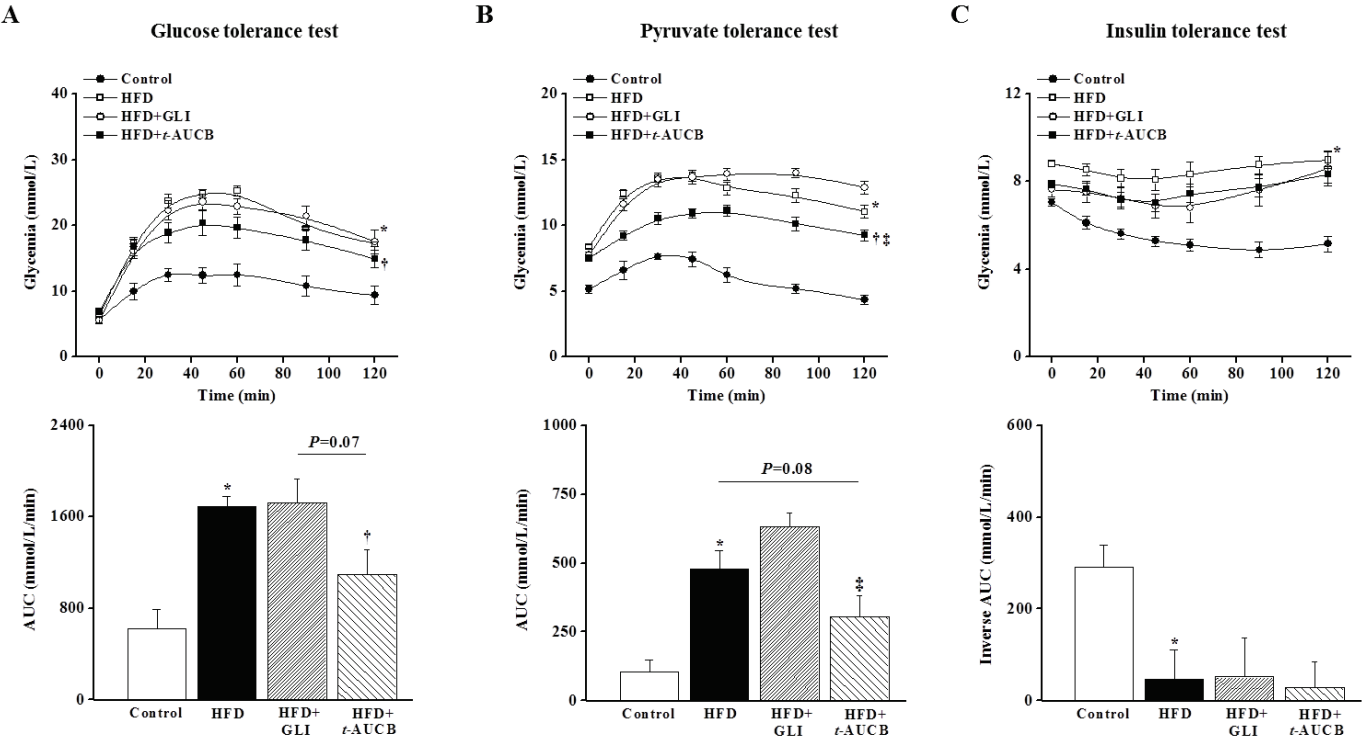 A
Glucose tolerance test
Control
HFD
HFD+GLI
HFD+t-AUCB
Glycemia (mmol/L)
40
30
20
10
0
*
†
0 20 40 60 80 100 120
Time (min)
AUC (mmol/L/min)
2400
1600
800
0
*
P=0.07
†
Control HFD HFD+ HFD+
GLI t-AUCB
B
Pyruvate tolerance test
Control
HFD
HFD+GLI
HFD+t-AUCB
Glycemia (mmol/L)
20
15
10
5
0
*
†‡
0 20 40 60 80 100 120
Time (min)
AUC (mmol/L/min)
1000
750
500
250
0
P=0.08
*
‡
Control HFD HFD+ HFD+
GLI t-AUCB
C
Insulin tolerance test
Control
HFD
HFD+GLI
HFD+t-AUCB
Glycemia (mmol/L)
12
8
4
0
*
0 20 40 60 80 100 120
Time (min)
Inverse AUC (mmol/L/min)
600
400
200
0
*
Control HFD HFD+ HFD+
GLI t-AUCB